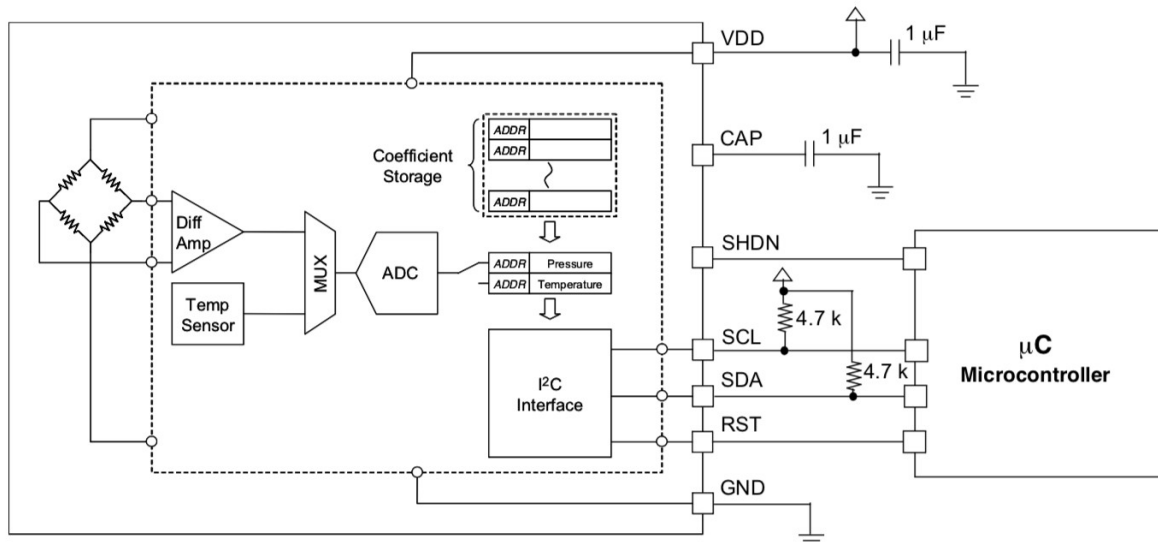 VDD
1 μF
CAP
1 μF
ADDR
ADDR
Coefficient
Storage
ADDR
SHDN
Diff
Amp
MUX
ADC
ADDR Pressure
ADDR Temperature
Temp
Sensor
4.7 k
SCL
4.7 k
SDA
μC
Microcontroller
I²C
Interface
RST
GND